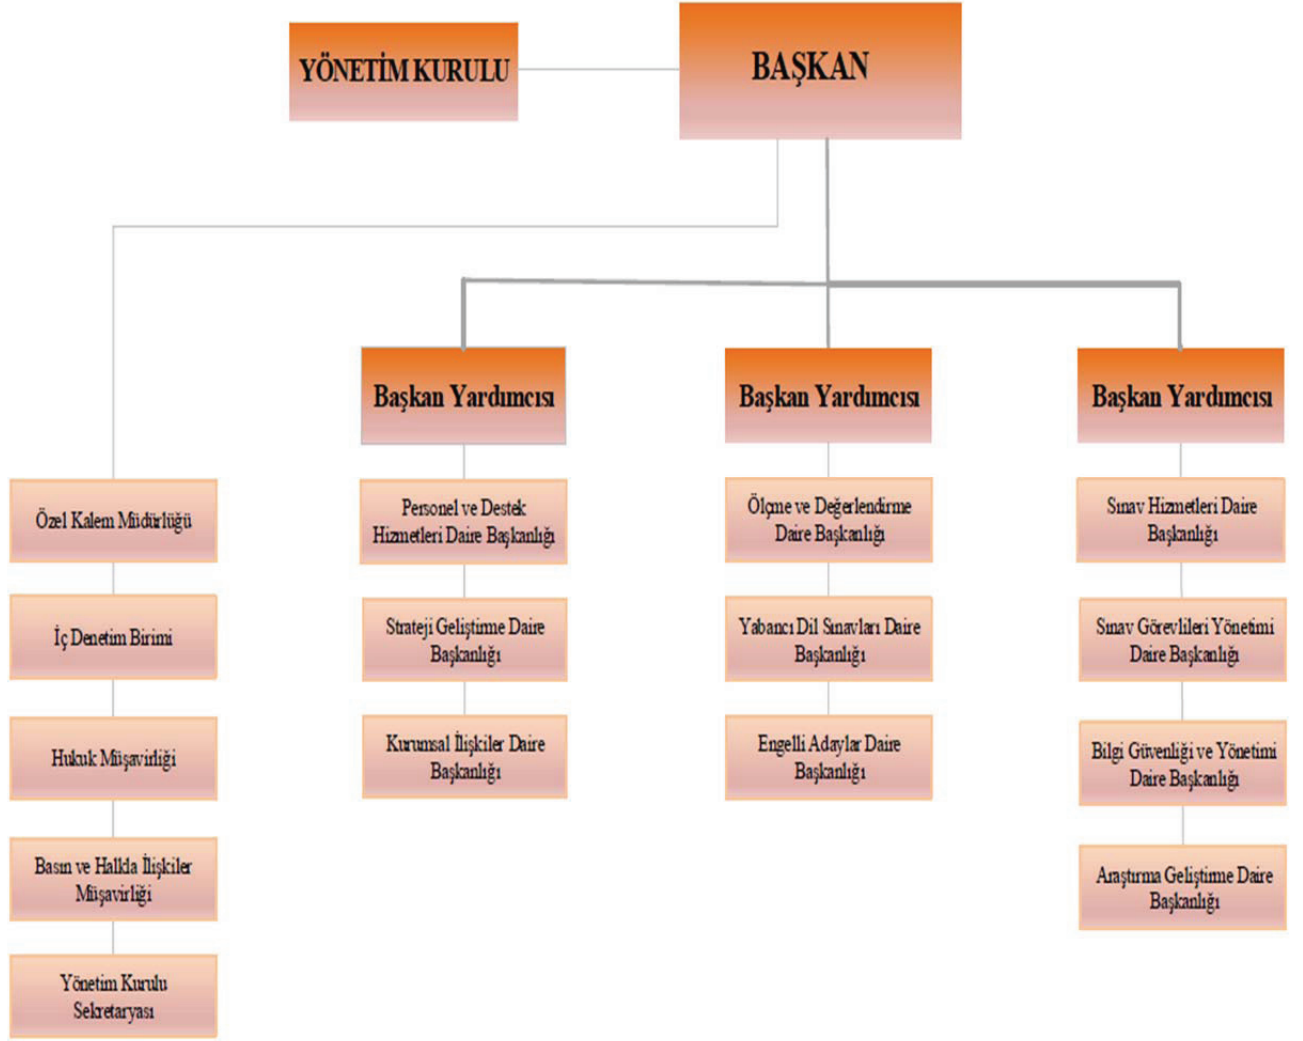 YÖNETİM KURULU
BAŞKAN
Başkan Yardımcısı
Başkan Yardımcısı
Başkan Yardımcısı
Özel Kalem Müdürlüğü
İç Denetim Birimi
Hukuk Müşavirliği
Basın ve Halkla İlişkiler
Müşavirliği
Yönetim Kurulu
Sekretaryası
Personel ve Destek
Hizmetleri Daire Başkanlığı
Strateji Geliştirme Daire
Başkanlığı
Kurumsal İlişkiler Daire
Başkanlığı
Ölçme ve Değerlendirme
Daire Başkanlığı
Yabancı Dil Sınavları Daire
Başkanlığı
Engelli Adaylar Daire
Başkanlığı
Sınav Hizmetleri Daire
Başkanlığı
Sınav Görevlileri Yönetimi
Daire Başkanlığı
Bilgi Güvenliği ve Yönetimi
Daire Başkanlığı
Araştırma Geliştirme Daire
Başkanlığı